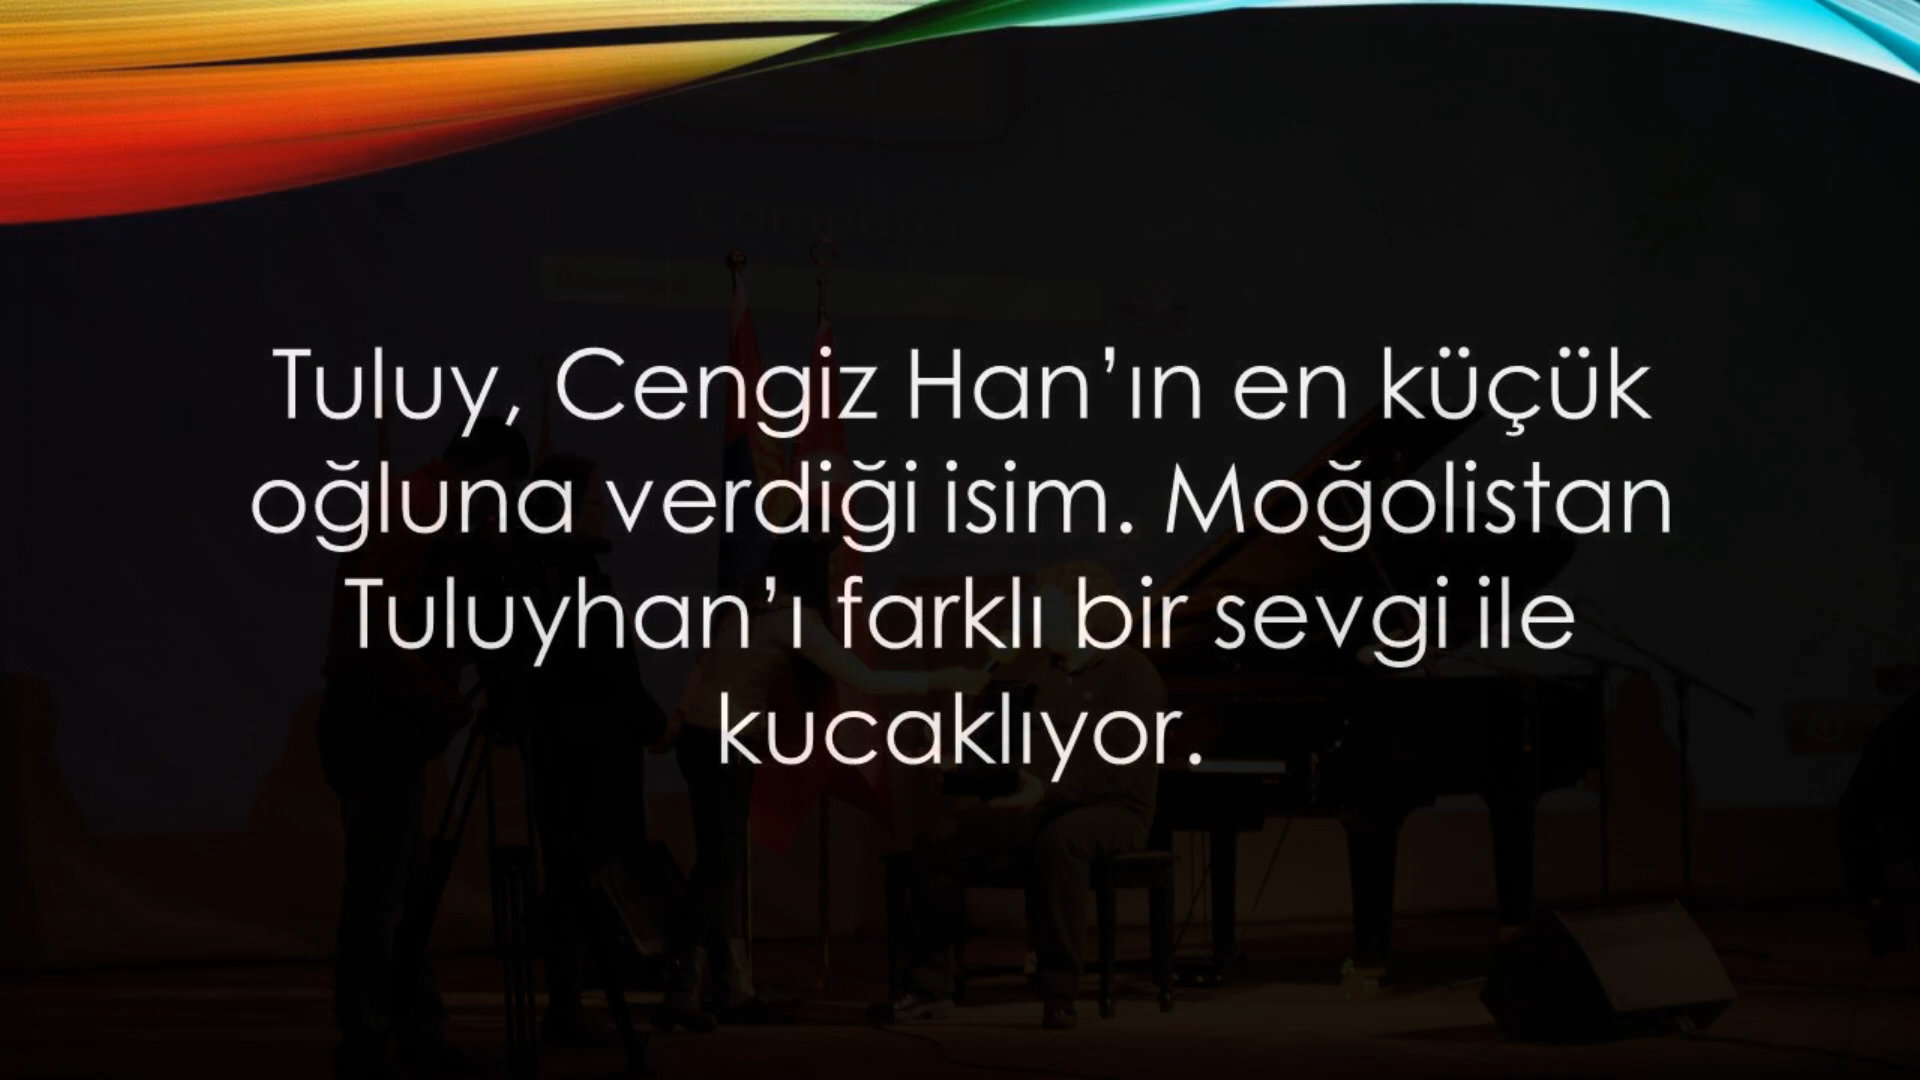 Tuluy, Cengiz Han’ın en küçük
oğluna verdiği isim. Moğolistan
Tuluyhan’ı farklı bir sevgi ile
kucaklıyor.